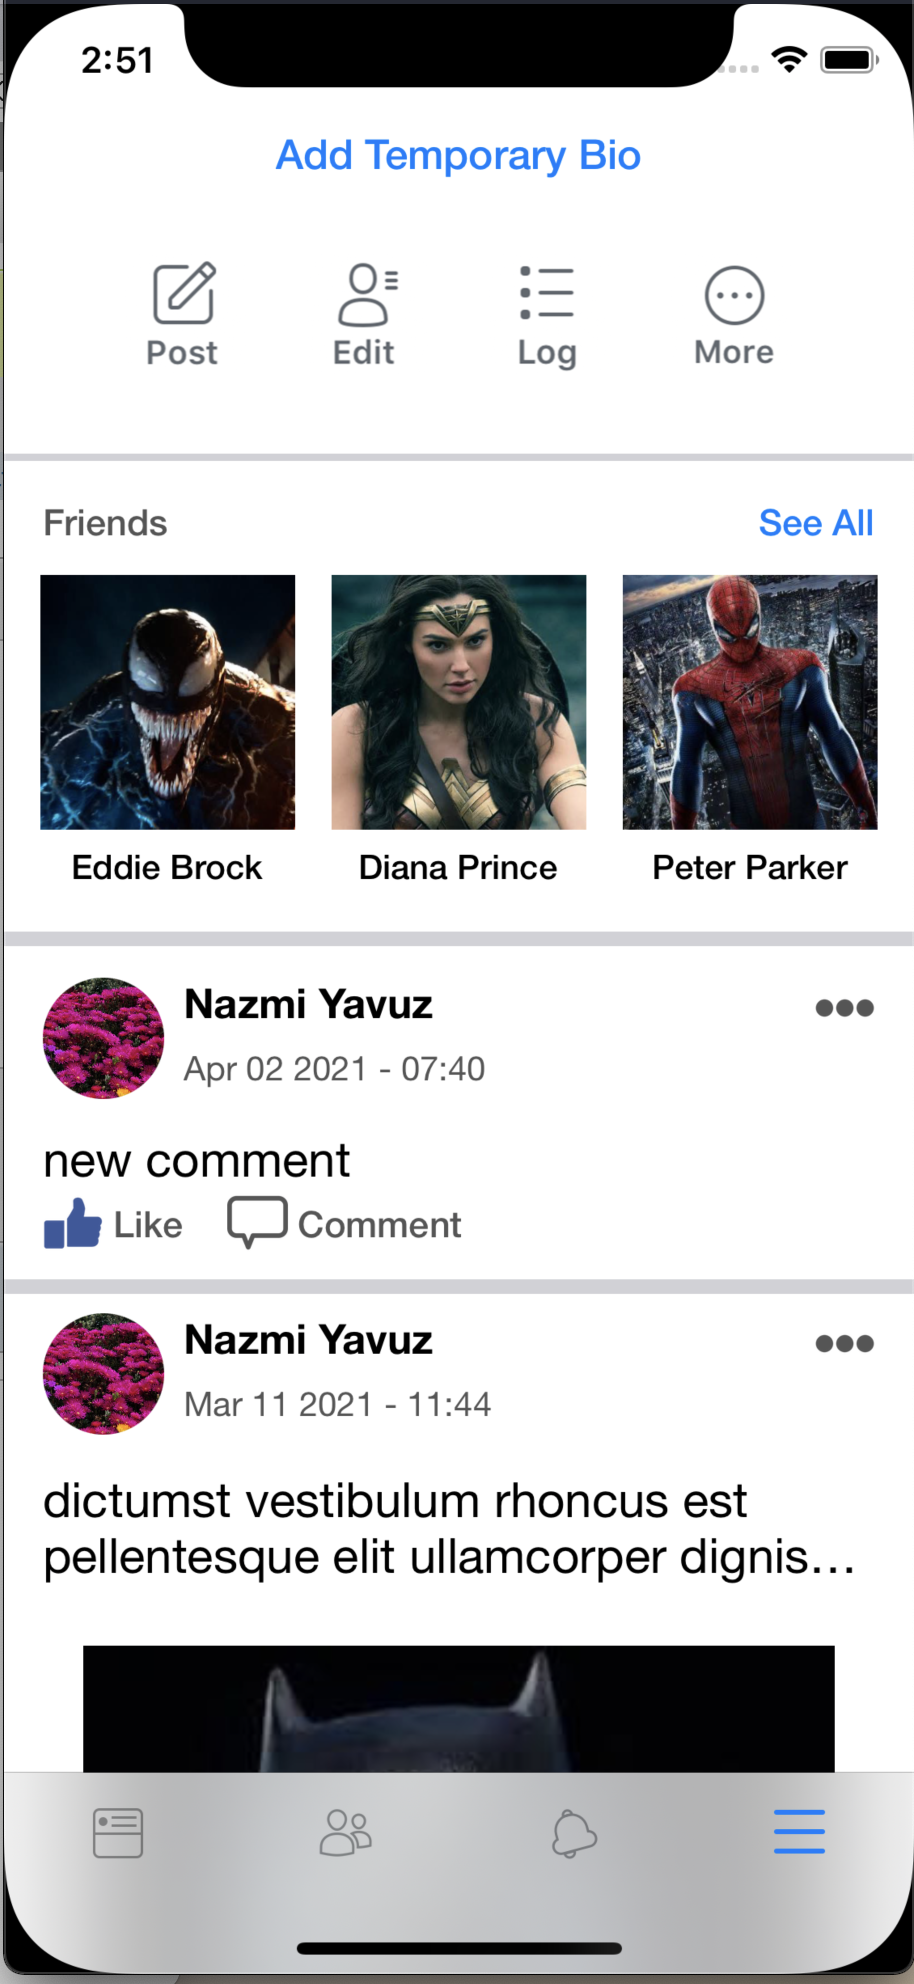 2:51
Add Temporary Bio
Post Edit Log More
Friends See All
Eddie Brock Diana Prince Peter Parker
Nazmi Yavuz
Apr 02 2021 - 07:40
new comment
Like Comment
Nazmi Yavuz
Mar 11 2021 - 11:44
dictumst vestibulum rhoncus est
pellentesque elit ullamcorper dignis...